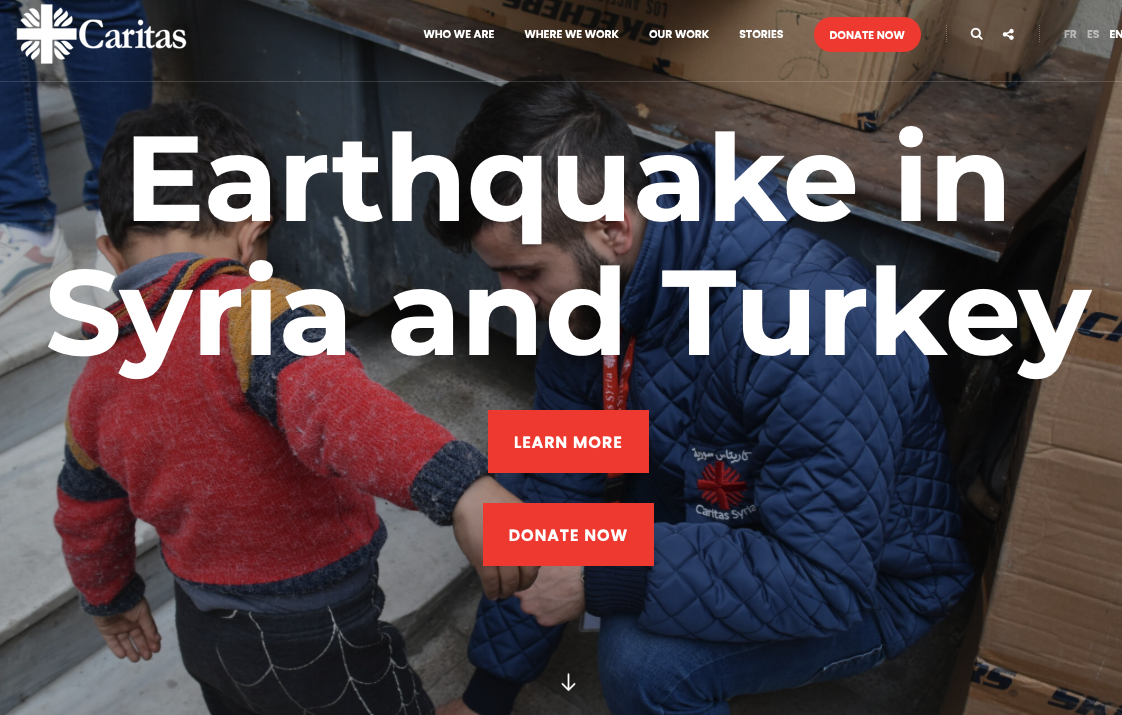 Caritas
WHO WE ARE
WHERE WE WORK
OUR WORK
STORIES
DONATE NOW
FR ES EN
SKECHERS
Earthquake in
Syria and Turkey
LEARN MORE
DONATE NOW
Syria
كاريتاس سورية
Caritas Syria